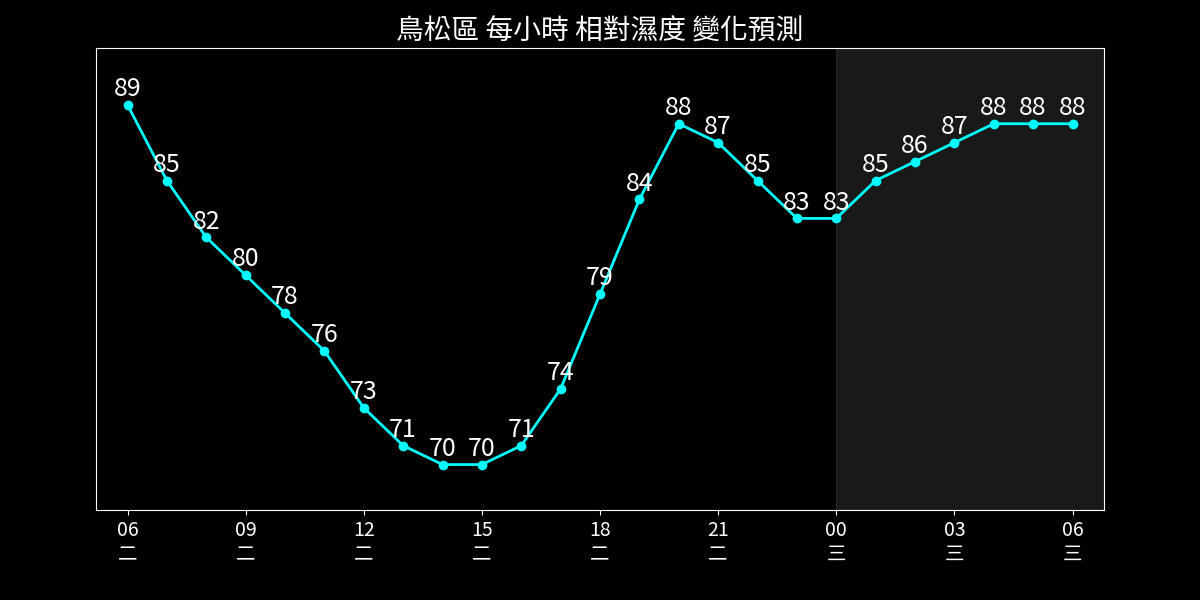 鳥松區 每小時 相對濕度 變化預測
89 85 82 80 78 76 73 71 70 70 71 74 79 84 88 87 85 83 83 85 86 87 88 88 88
06 09 12 15 18 21 00 03 06
二 二 二 二 二 二 三 三 三